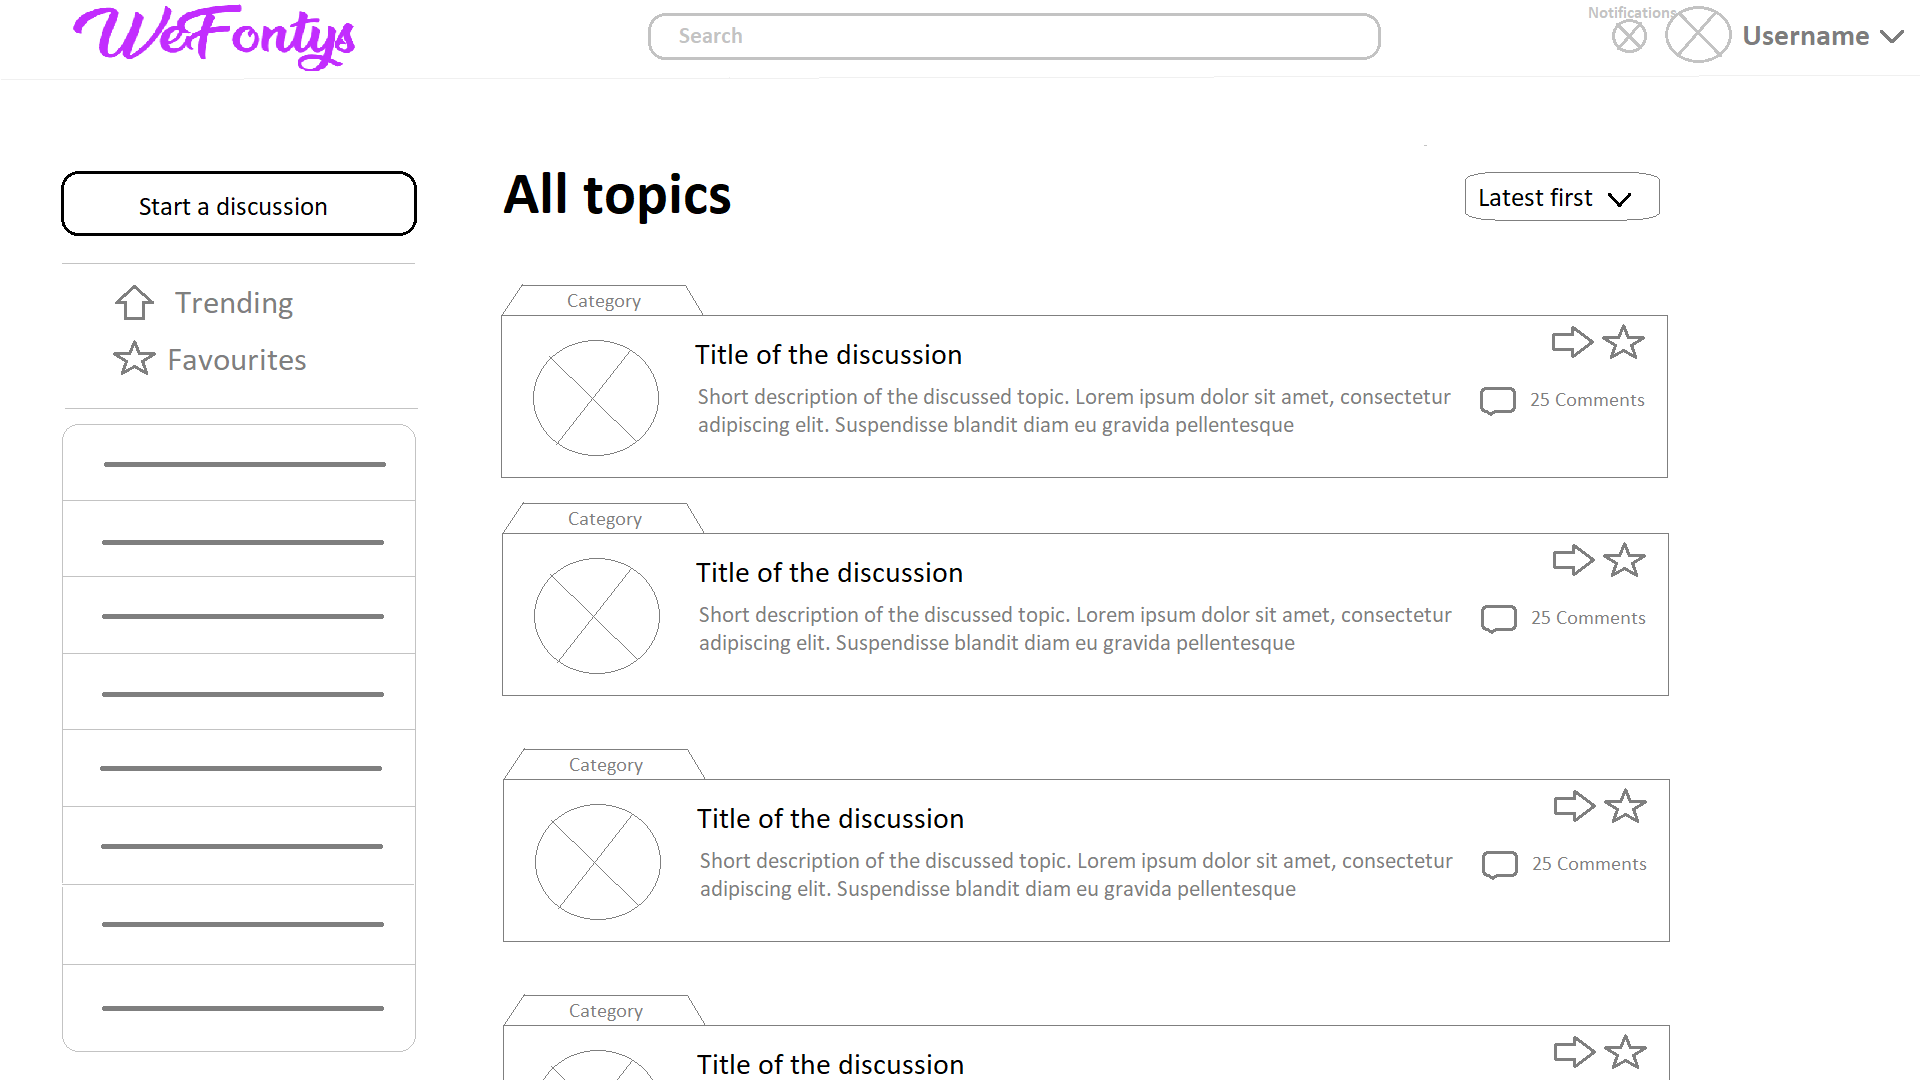 WeFontys
Search
Notifications
Username
Start a discussion
Trending
Favourites
All topics
Latest first
Category
Title of the discussion
Short description of the discussed topic. Lorem ipsum dolor sit amet, consectetur
adipiscing elit. Suspendisse blandit diam eu gravida pellentesque
25 Comments
Category
Title of the discussion
Short description of the discussed topic. Lorem ipsum dolor sit amet, consectetur
adipiscing elit. Suspendisse blandit diam eu gravida pellentesque
25 Comments
Category
Title of the discussion
Short description of the discussed topic. Lorem ipsum dolor sit amet, consectetur
adipiscing elit. Suspendisse blandit diam eu gravida pellentesque
25 Comments
Category
Title of the discussion